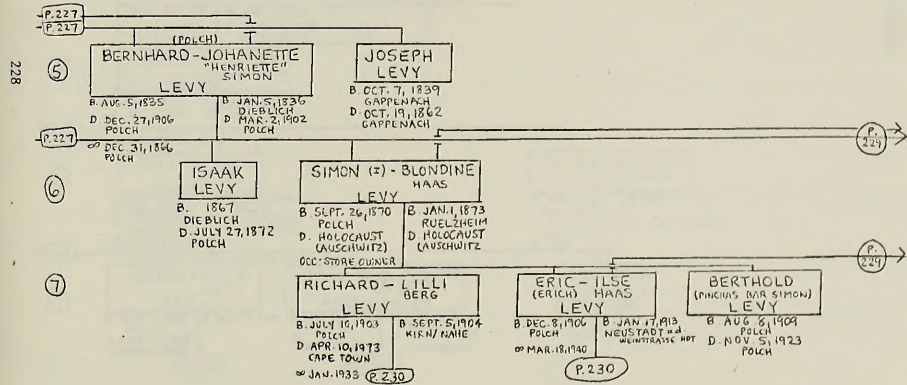 P.227
P.227
228
5
(POLCH)
BERNHARD-JOHANETTE
"HENRIETTE"
SIMON
LEVY
B. AUG. 5, 1835
D. DEC. 27, 1906
POLCH
B. JAN. 5, 1836
DIEBLICH
D. MAR. 2, 1902
POLCH
JOSEPH
LEVY
B. OCT. 7, 1839
GAPPENACH
D. OCT. 19, 1862
GAPPENACH
P.227
∞ DEC 31, 1866
POLCH
P.
229
6
ISAAK
LEVY
B. 1867
DIEBLICH
D. JULY 27, 1872
POLCH
SIMON (I) - BLONDINE
HAAS
LEVY
B. SEPT. 26, 1870
POLCH
D. HOLOCAUST
(AUSCHWITZ)
OCC: STORE OWNER
B. JAN. 1, 1873
RUELZHEIM
D. HOLOCAUST
(AUSCHWITZ)
P.
229
7
RICHARD - LILLI
BERG
LEVY
B. JULY 10, 1903
POLCH
D. APR. 10, 1973
CAPE TOWN
∞ JAN. 1933
B. SEPT. 5, 1904
KIRN/NAHE
P.230
ERIC - ILSE
(ERICH) HAAS
LEVY
B. DEC. 8, 1906
POLCH
∞ MAR. 18, 1940
B. JAN. 17, 1913
NEUSTADT a.d.
WEINSTRASSE HDT
P.230
BERTHOLD
(PINCHUS BAR SIMON)
LEVY
B. AUG 8, 1909
POLCH
D. NOV. 5, 1923
POLCH